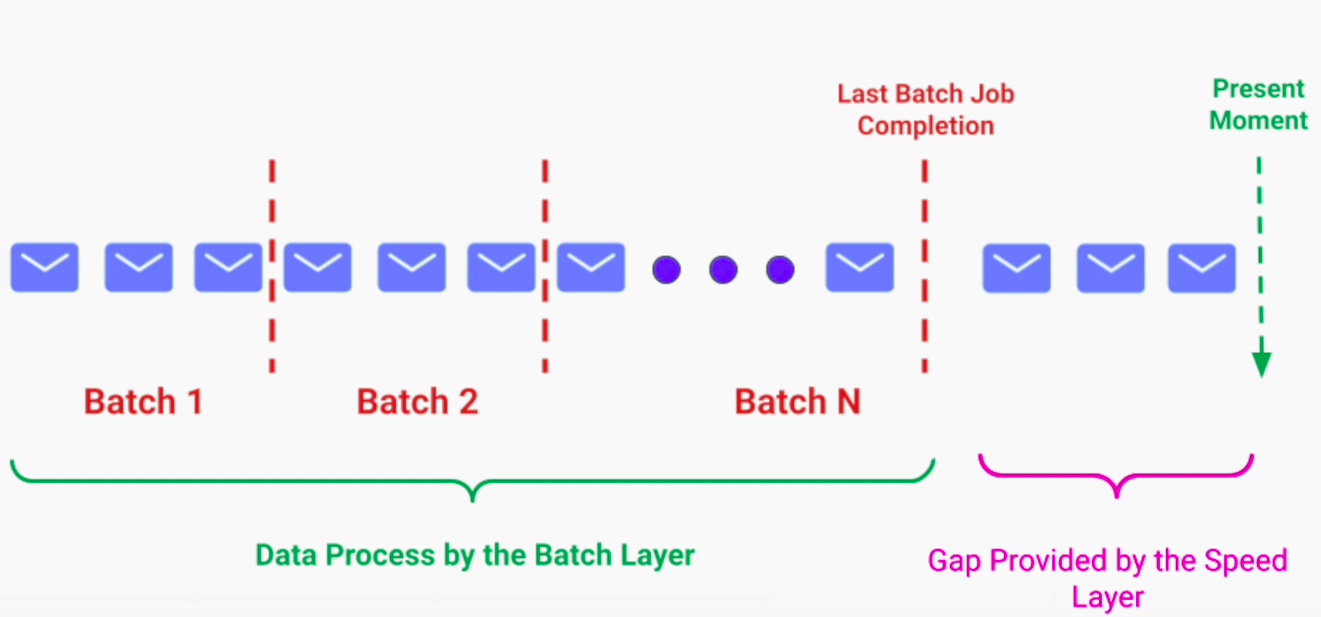 Last Batch Job
Completion
Present
Moment
Batch 1
Batch 2
Batch N
Data Process by the Batch Layer
Gap Provided by the Speed
Layer